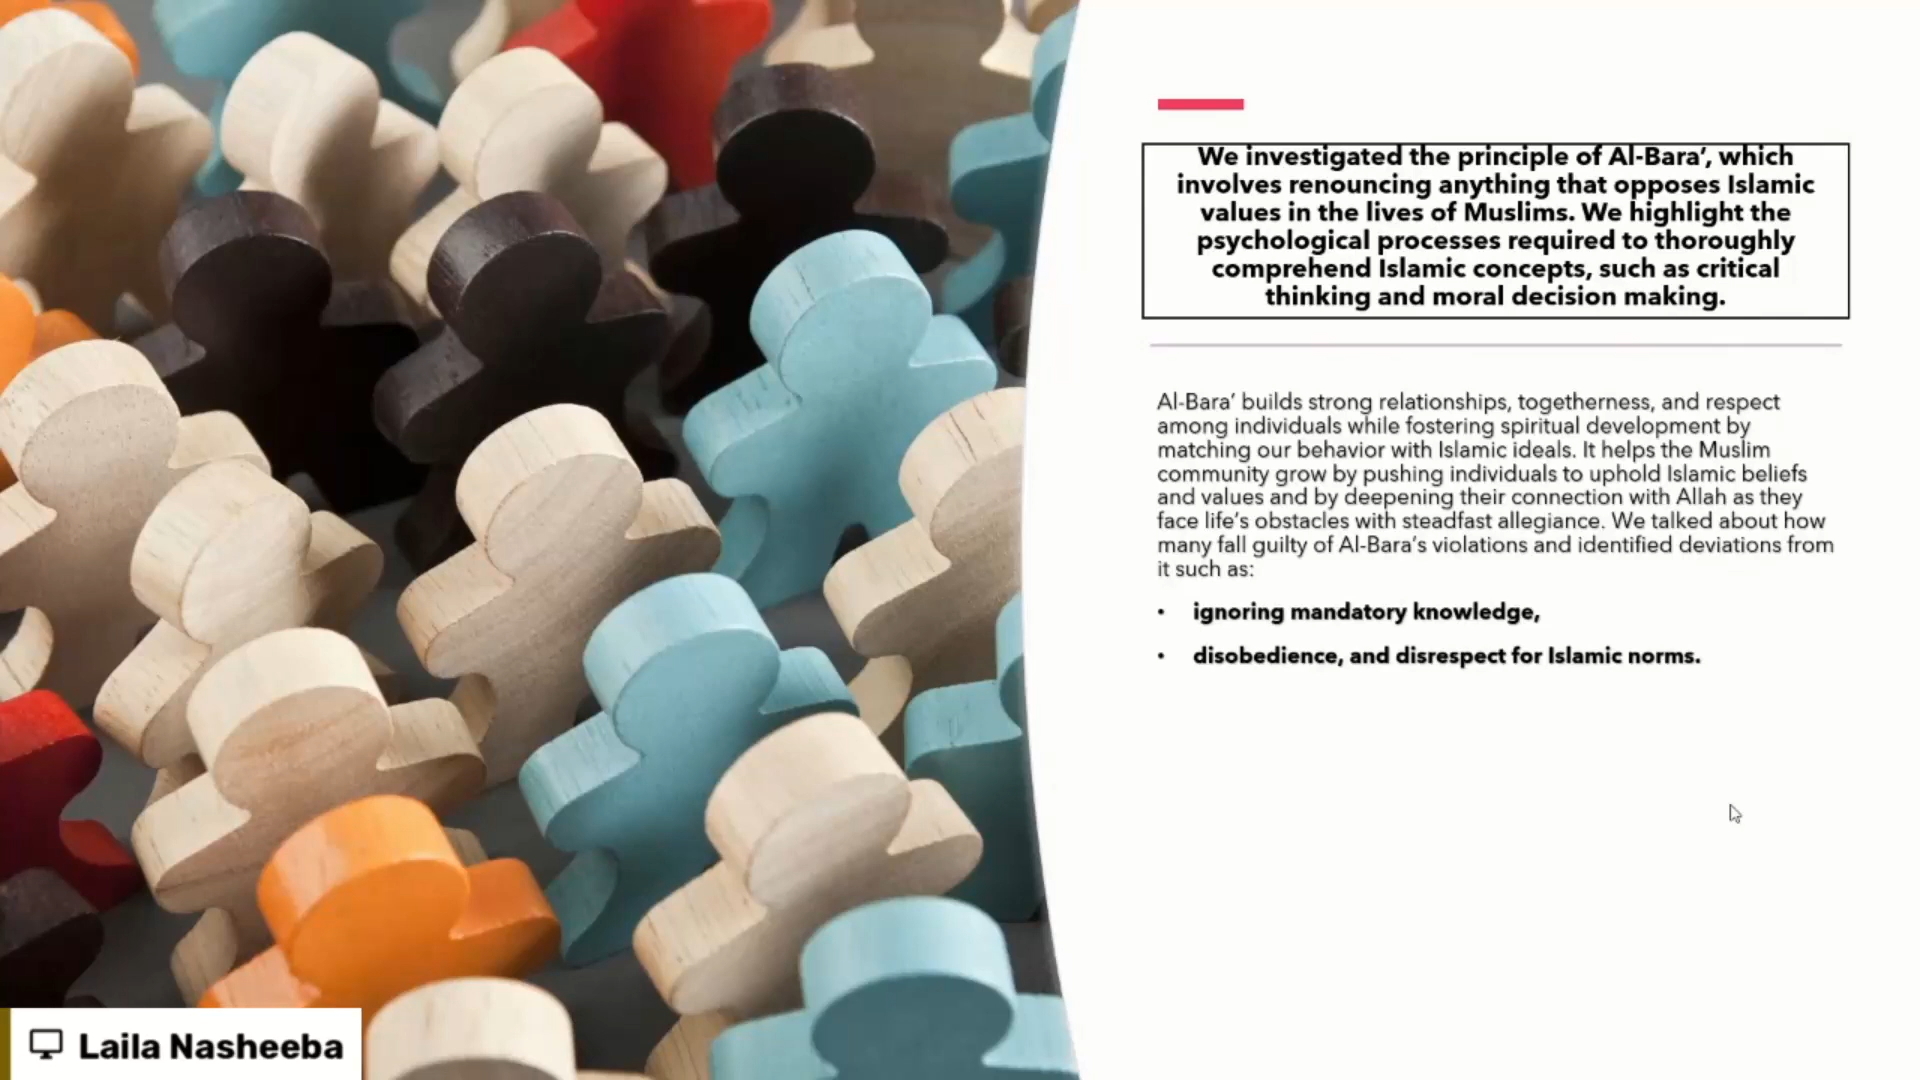 We investigated the principle of Al-Bara’, which
involves renouncing anything that opposes Islamic
values in the lives of Muslims. We highlight the
psychological processes required to thoroughly
comprehend Islamic concepts, such as critical
thinking and moral decision making.
Al-Bara’ builds strong relationships, togetherness, and respect
among individuals while fostering spiritual development by
matching our behavior with Islamic ideals. It helps the Muslim
community grow by pushing individuals to uphold Islamic beliefs
and values and by deepening their connection with Allah as they
face life’s obstacles with steadfast allegiance. We talked about how
many fall guilty of Al-Bara’s violations and identified deviations from
it such as:
• ignoring mandatory knowledge,
• disobedience, and disrespect for Islamic norms.
Laila Nasheeba